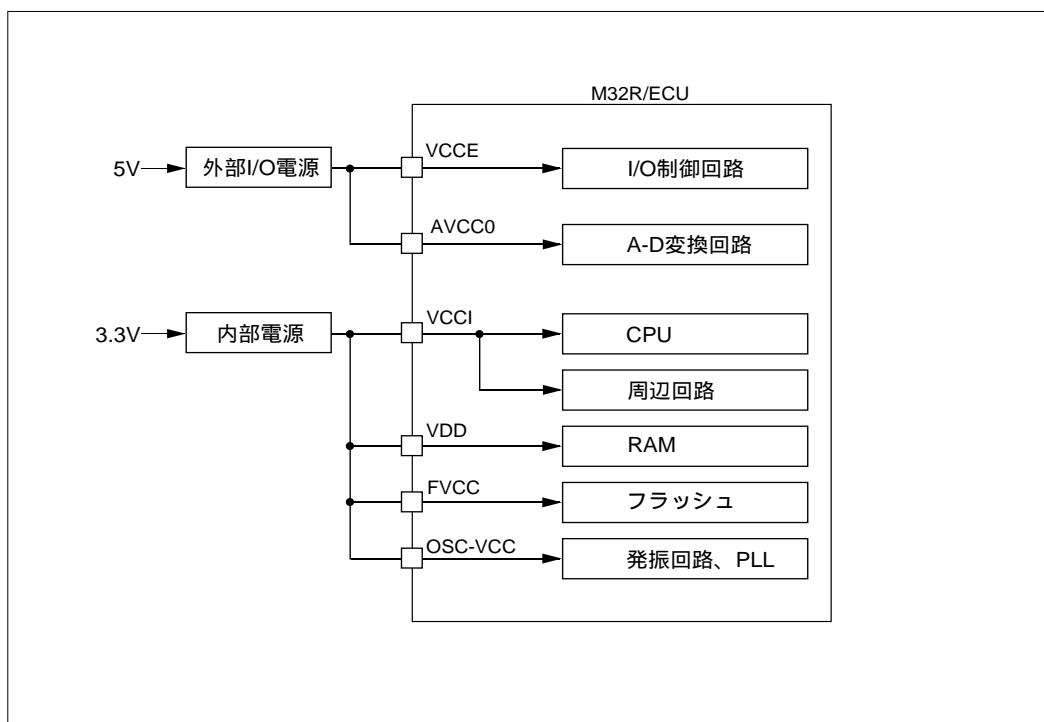 M32R/ECU
5V
外部I/O電源
VCCE
I/O制御回路
AVCC0
A-D変換回路
3.3V
内部電源
VCCI
CPU
周辺回路
VDD
RAM
FVCC
フラッシュ
OSC-VCC
発振回路、PLL